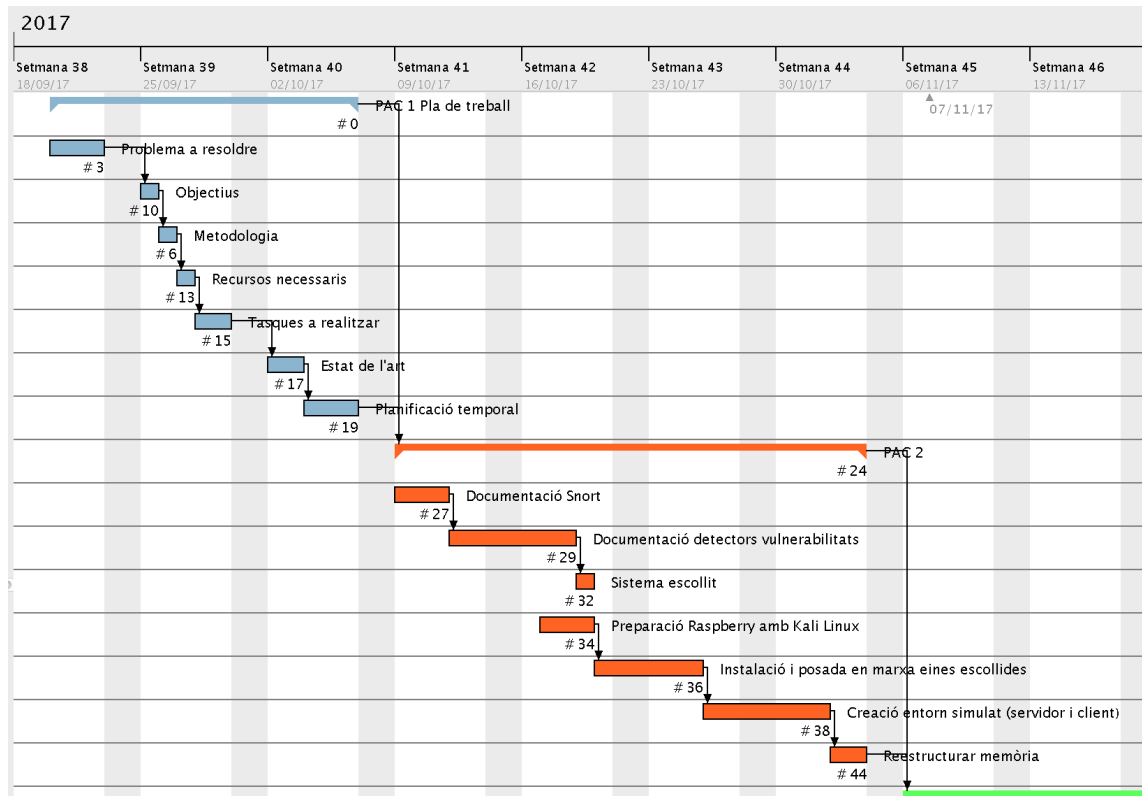 2017
Setmana 38 Setmana 39 Setmana 40 Setmana 41 Setmana 42 Setmana 43 Setmana 44 Setmana 45 Setmana 46
18/09/17 25/09/17 02/10/17 09/10/17 16/10/17 23/10/17 30/10/17 06/11/17 13/11/17
PAC 1 Pla de treball
07/11/17
#0
Problema a resoldre
#3
Objectius
#10
Metodologia
#6
Recursos necessaris
#13
Tasques a realitzar
#15
Estat de l'art
#17
Planificació temporal
#19
PAC 2
#24
Documentació Snort
#27
Documentació detectors vulnerabilitats
#29
Sistema escollit
#32
Preparació Raspberry amb Kali Linux
#34
Instalació i posada en marxa eines escollides
#36
Creació entorn simulat (servidor i client)
#38
Reestructurar memòria
#44